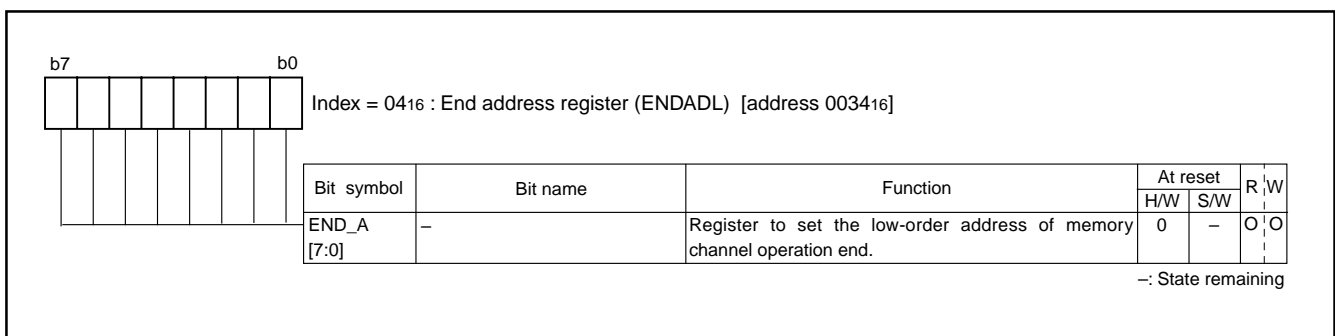 b7 b0
Index = 04₁₆ : End address register (ENDADL) [address 0034₁₆]
Bit symbol Bit name Function At reset R W
H/W S/W
END_A – Register to set the low-order address of memory 0 – O O
[7:0] channel operation end.
–: State remaining